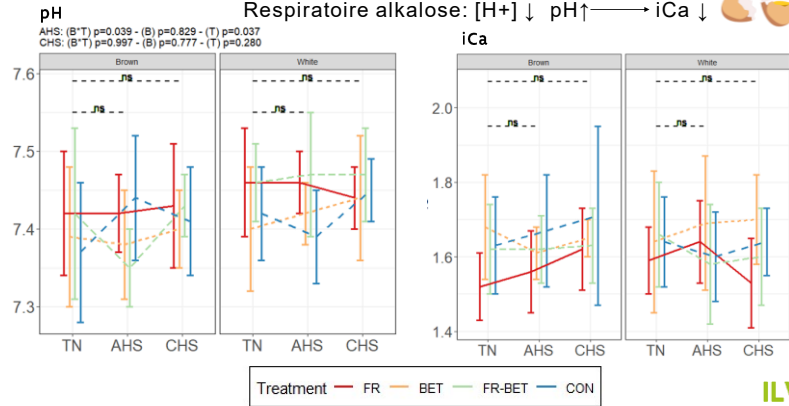 Respiratoire alkalose: [H+] ↓ pH↑ → iCa ↓
pH
AHS: (B*T) p=0.039 - (B) p=0.829 - (T) p=0.037
CHS: (B*T) p=0.997 - (B) p=0.777 - (T) p=0.280
Brown White
ns ns
ns ns
7.6
7.5
7.4
7.3
TN AHS CHS TN AHS CHS
iCa
Brown White
ns ns
ns ns
2.0
1.8
1.6
1.4
TN AHS CHS TN AHS CHS
Treatment FR BET FR-BET CON